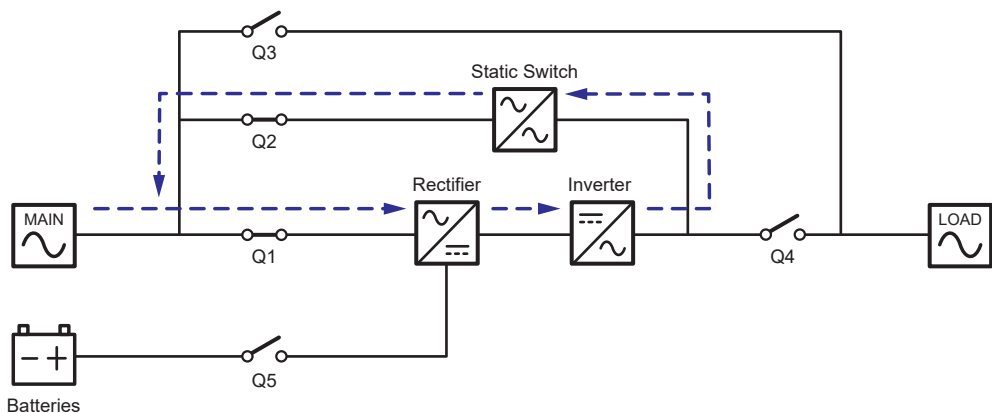 Q3
Static Switch
Q2
Rectifier
Inverter
MAIN
LOAD
Q1
Q4
Q5
Batteries